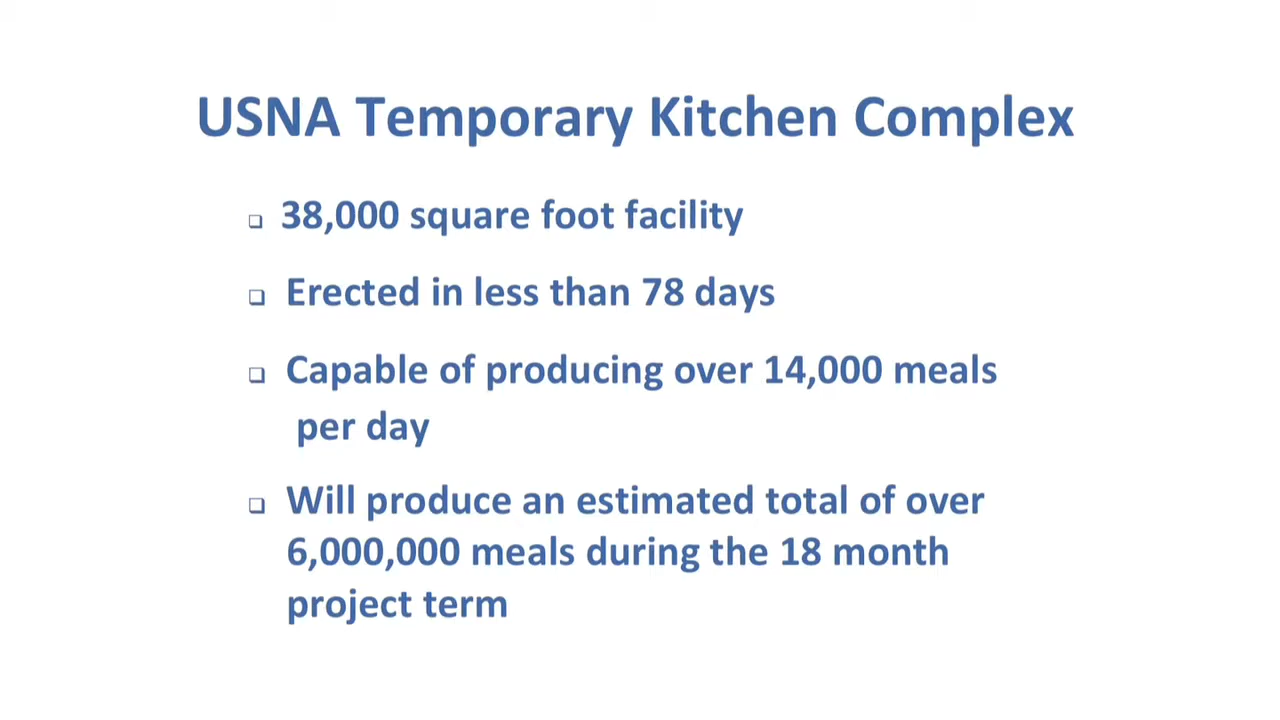 USNA Temporary Kitchen Complex
❑ 38,000 square foot facility
❑ Erected in less than 78 days
❑ Capable of producing over 14,000 meals
per day
❑ Will produce an estimated total of over
6,000,000 meals during the 18 month
project term